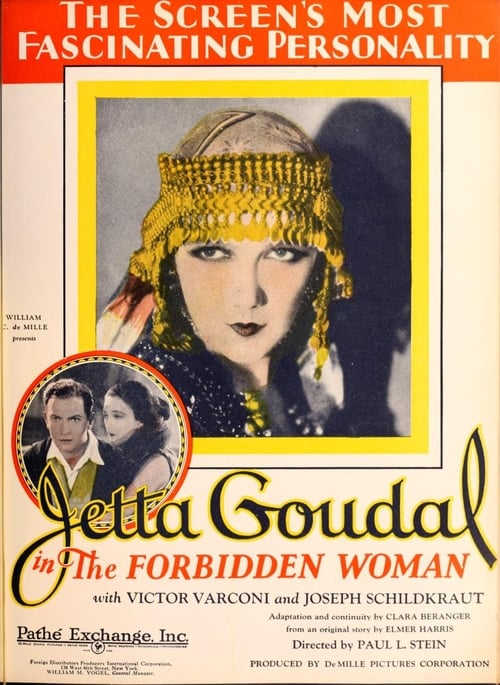 THE SCREEN'S MOST
FASCINATING PERSONALITY
WILLIAM
C. de MILLE
presents
Jetta Goudal
in The FORBIDDEN WOMAN
with VICTOR VARCONI and JOSEPH SCHILDKRAUT
Adaptation and continuity by CLARA BERANGER
from an original story by ELMER HARRIS
Directed by PAUL L. STEIN
Pathé Exchange, Inc.
Foreign Distributors Producers International Corporation,
130 West 46th Street, New York.
WILLIAM M. VOGEL, General Manager.
PRODUCED BY DEMILLE PICTURES CORPORATION